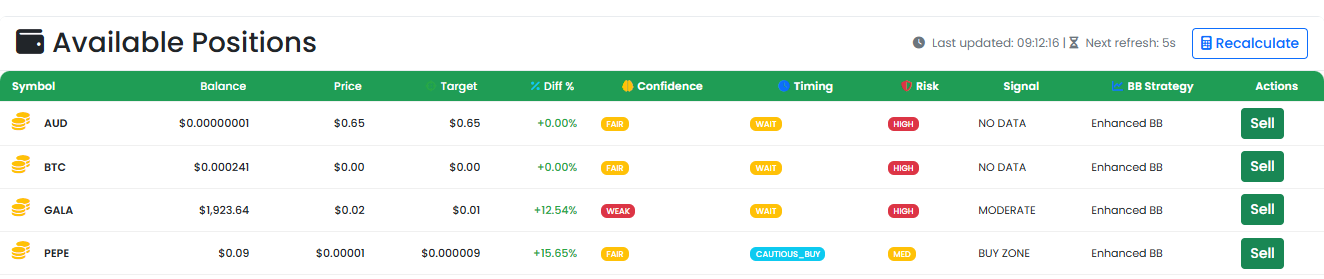 Available Positions
Last updated: 09:12:16 | Next refresh: 5s
Recalculate
Symbol Balance Price Target Diff % Confidence Timing Risk Signal BB Strategy Actions
AUD $0.00000001 $0.65 $0.65 +0.00% FAIR WAIT HIGH NO DATA Enhanced BB Sell
BTC $0.000241 $0.00 $0.00 +0.00% FAIR WAIT HIGH NO DATA Enhanced BB Sell
GALA $1,923.64 $0.02 $0.01 +12.54% WEAK WAIT HIGH MODERATE Enhanced BB Sell
PEPE $0.09 $0.00001 $0.000009 +15.65% FAIR CAUTIOUS_BUY MED BUY ZONE Enhanced BB Sell